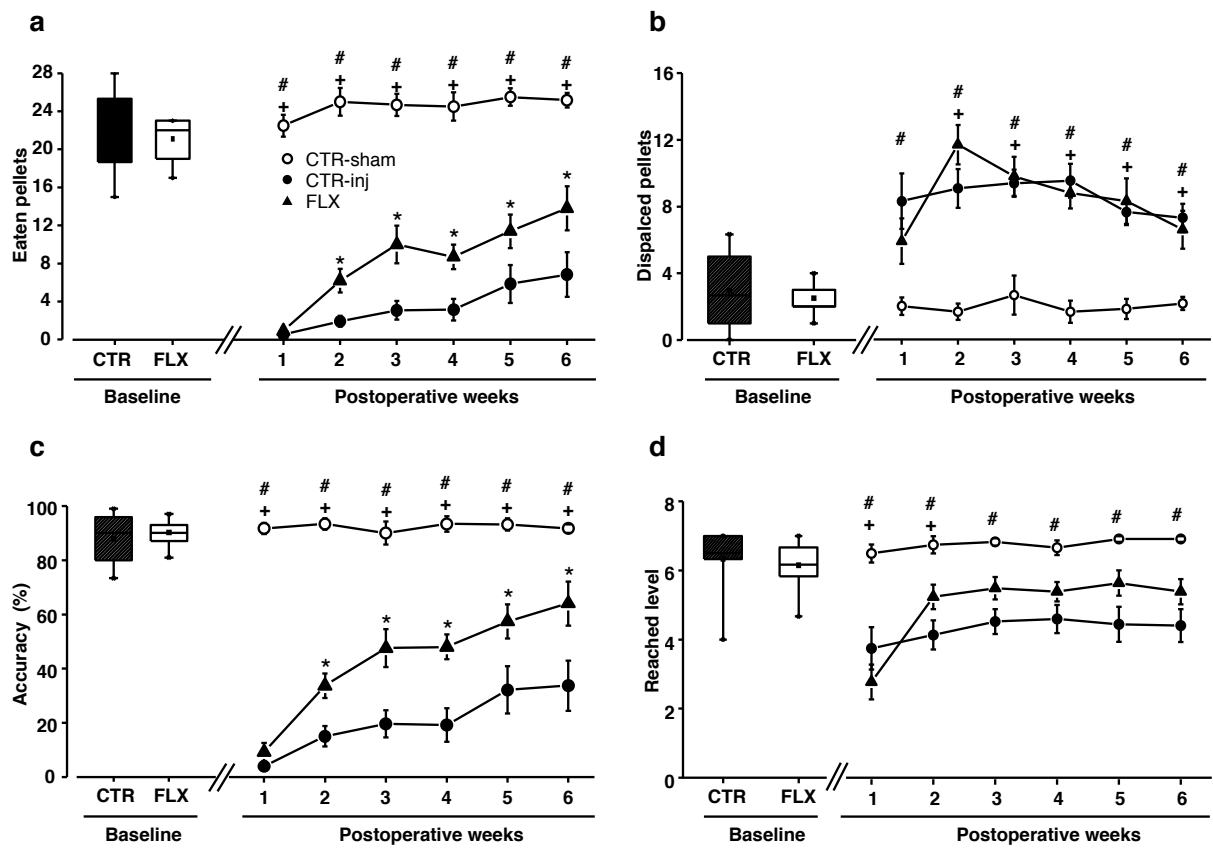 a
Eaten pellets
28
24
20
16
12
8
4
0
# # # # # #
+ + + + + +
CTR-sham
CTR-inj
FLX
* * * * *
CTR FLX
1 2 3 4 5 6
Baseline
Postoperative weeks
b
Dispalced pellets
16
12
8
4
0
# # # # # #
+ + + + +
CTR FLX
1 2 3 4 5 6
Baseline
Postoperative weeks
c
Accuracy (%)
100
80
60
40
20
0
# # # # # #
+ + + + + +
* * * * *
CTR FLX
1 2 3 4 5 6
Baseline
Postoperative weeks
d
Reached level
8
6
4
2
0
# # # # # #
+ +
CTR FLX
1 2 3 4 5 6
Baseline
Postoperative weeks